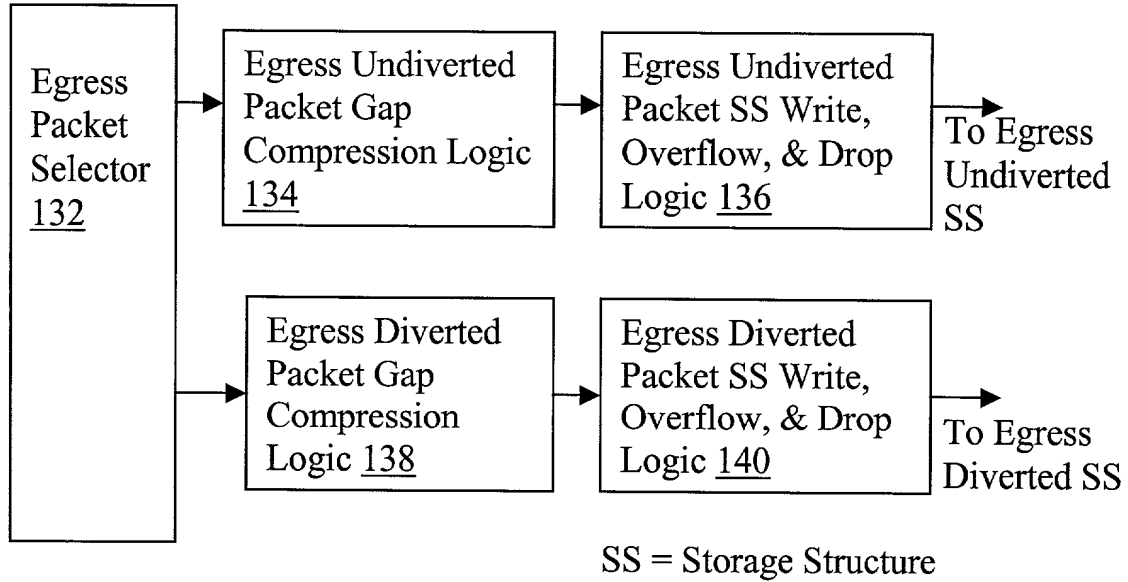 Egress
Packet
Selector
132
Egress Undiverted
Packet Gap
Compression Logic
134
Egress Undiverted
Packet SS Write,
Overflow, & Drop
Logic 136
To Egress
Undiverted
SS
Egress Diverted
Packet Gap
Compression
Logic 138
Egress Diverted
Packet SS Write,
Overflow, & Drop
Logic 140
To Egress
Diverted SS
SS = Storage Structure